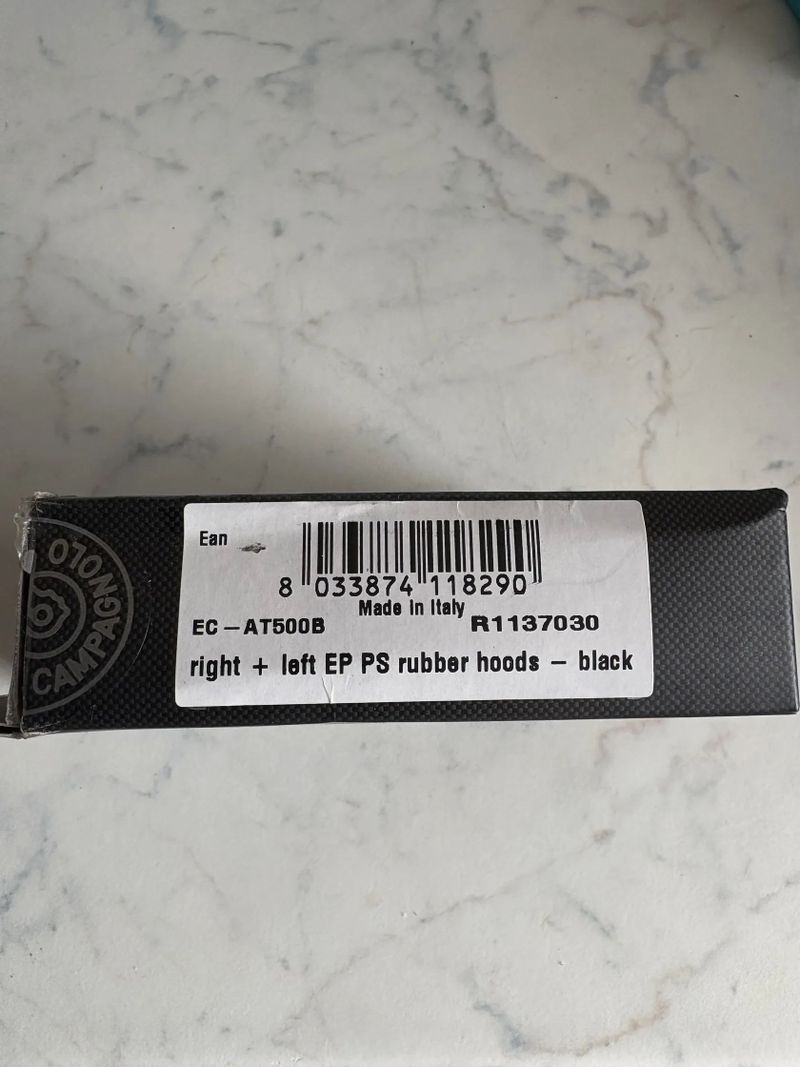 CAMPAGNOLO
Ean
8 033874 118290
Made in Italy
EC-AT500B R1137030
right + left EP PS rubber hoods - black